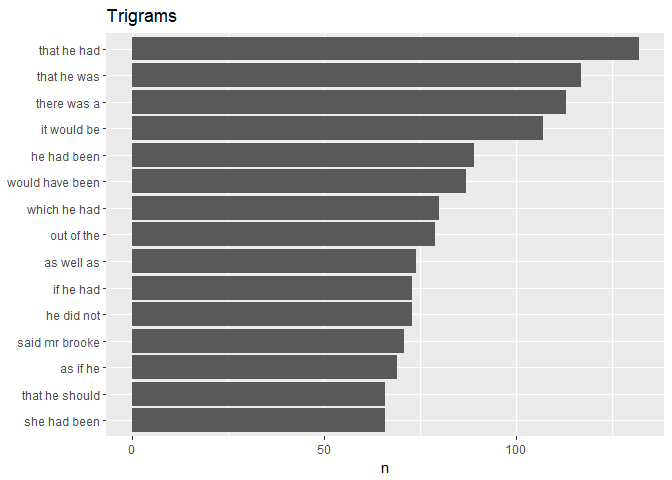 Trigrams
that he had
that he was
there was a
it would be
he had been
would have been
which he had
out of the
as well as
if he had
he did not
said mr brooke
as if he
that he should
she had been
0 50 100
n